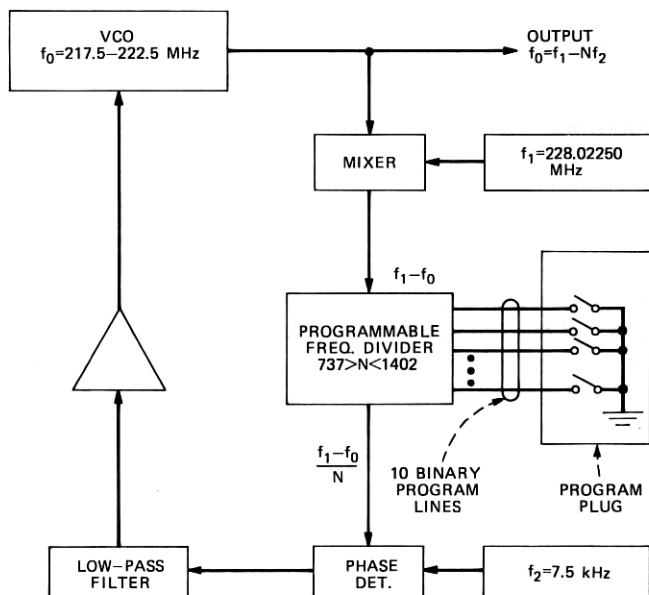 VCO
f₀=217.5–222.5 MHz
OUTPUT
f₀=f₁–Nf₂
MIXER
f₁=228.02250
MHz
f₁–f₀
PROGRAMMABLE
FREQ. DIVIDER
737>N<1402
f₁–f₀
N
10 BINARY
PROGRAM
LINES
PROGRAM
PLUG
LOW–PASS
FILTER
PHASE
DET.
f₂=7.5 kHz